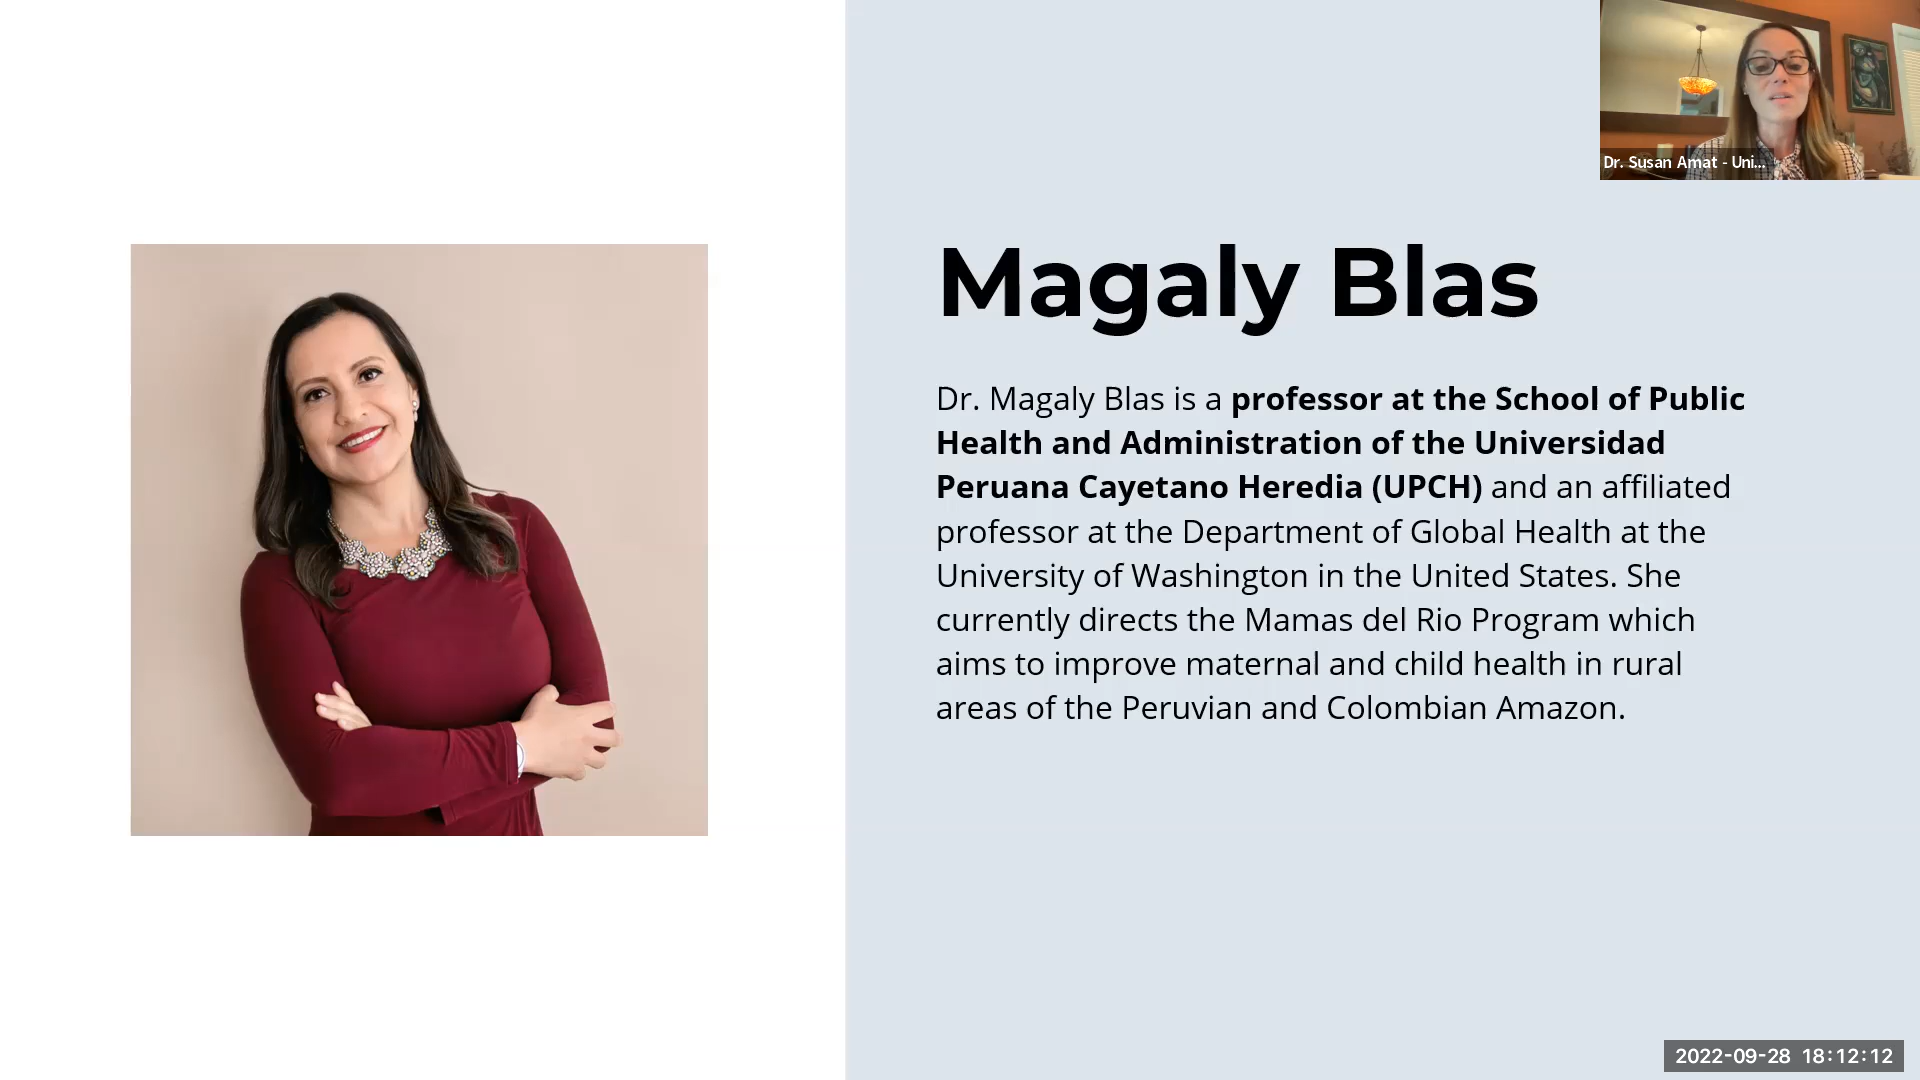 Dr. Susan Amat - Uni...
Magaly Blas
Dr. Magaly Blas is a professor at the School of Public
Health and Administration of the Universidad
Peruana Cayetano Heredia (UPCH) and an affiliated
professor at the Department of Global Health at the
University of Washington in the United States. She
currently directs the Mamas del Rio Program which
aims to improve maternal and child health in rural
areas of the Peruvian and Colombian Amazon.
2022-09-28 18:12:12